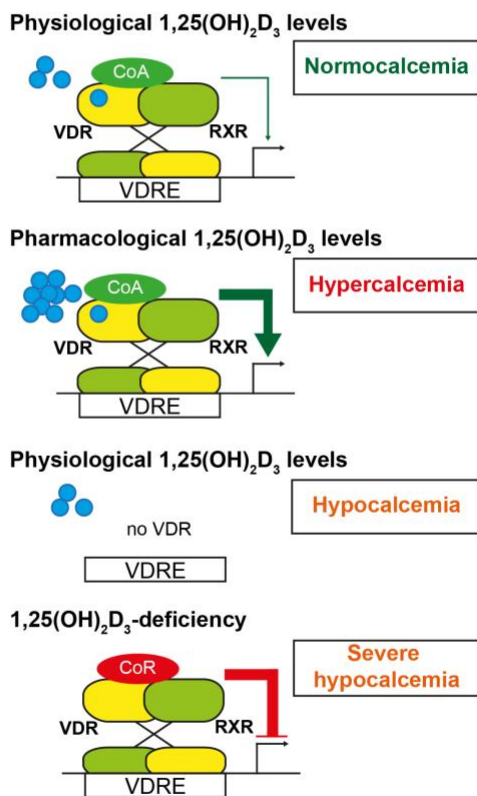 Physiological 1,25(OH)₂D₃ levels
CoA
Normocalcemia
VDR
RXR
VDRE
Pharmacological 1,25(OH)₂D₃ levels
CoA
Hypercalcemia
VDR
RXR
VDRE
Physiological 1,25(OH)₂D₃ levels
Hypocalcemia
no VDR
VDRE
1,25(OH)₂D₃-deficiency
CoR
Severe
hypocalcemia
VDR
RXR
VDRE